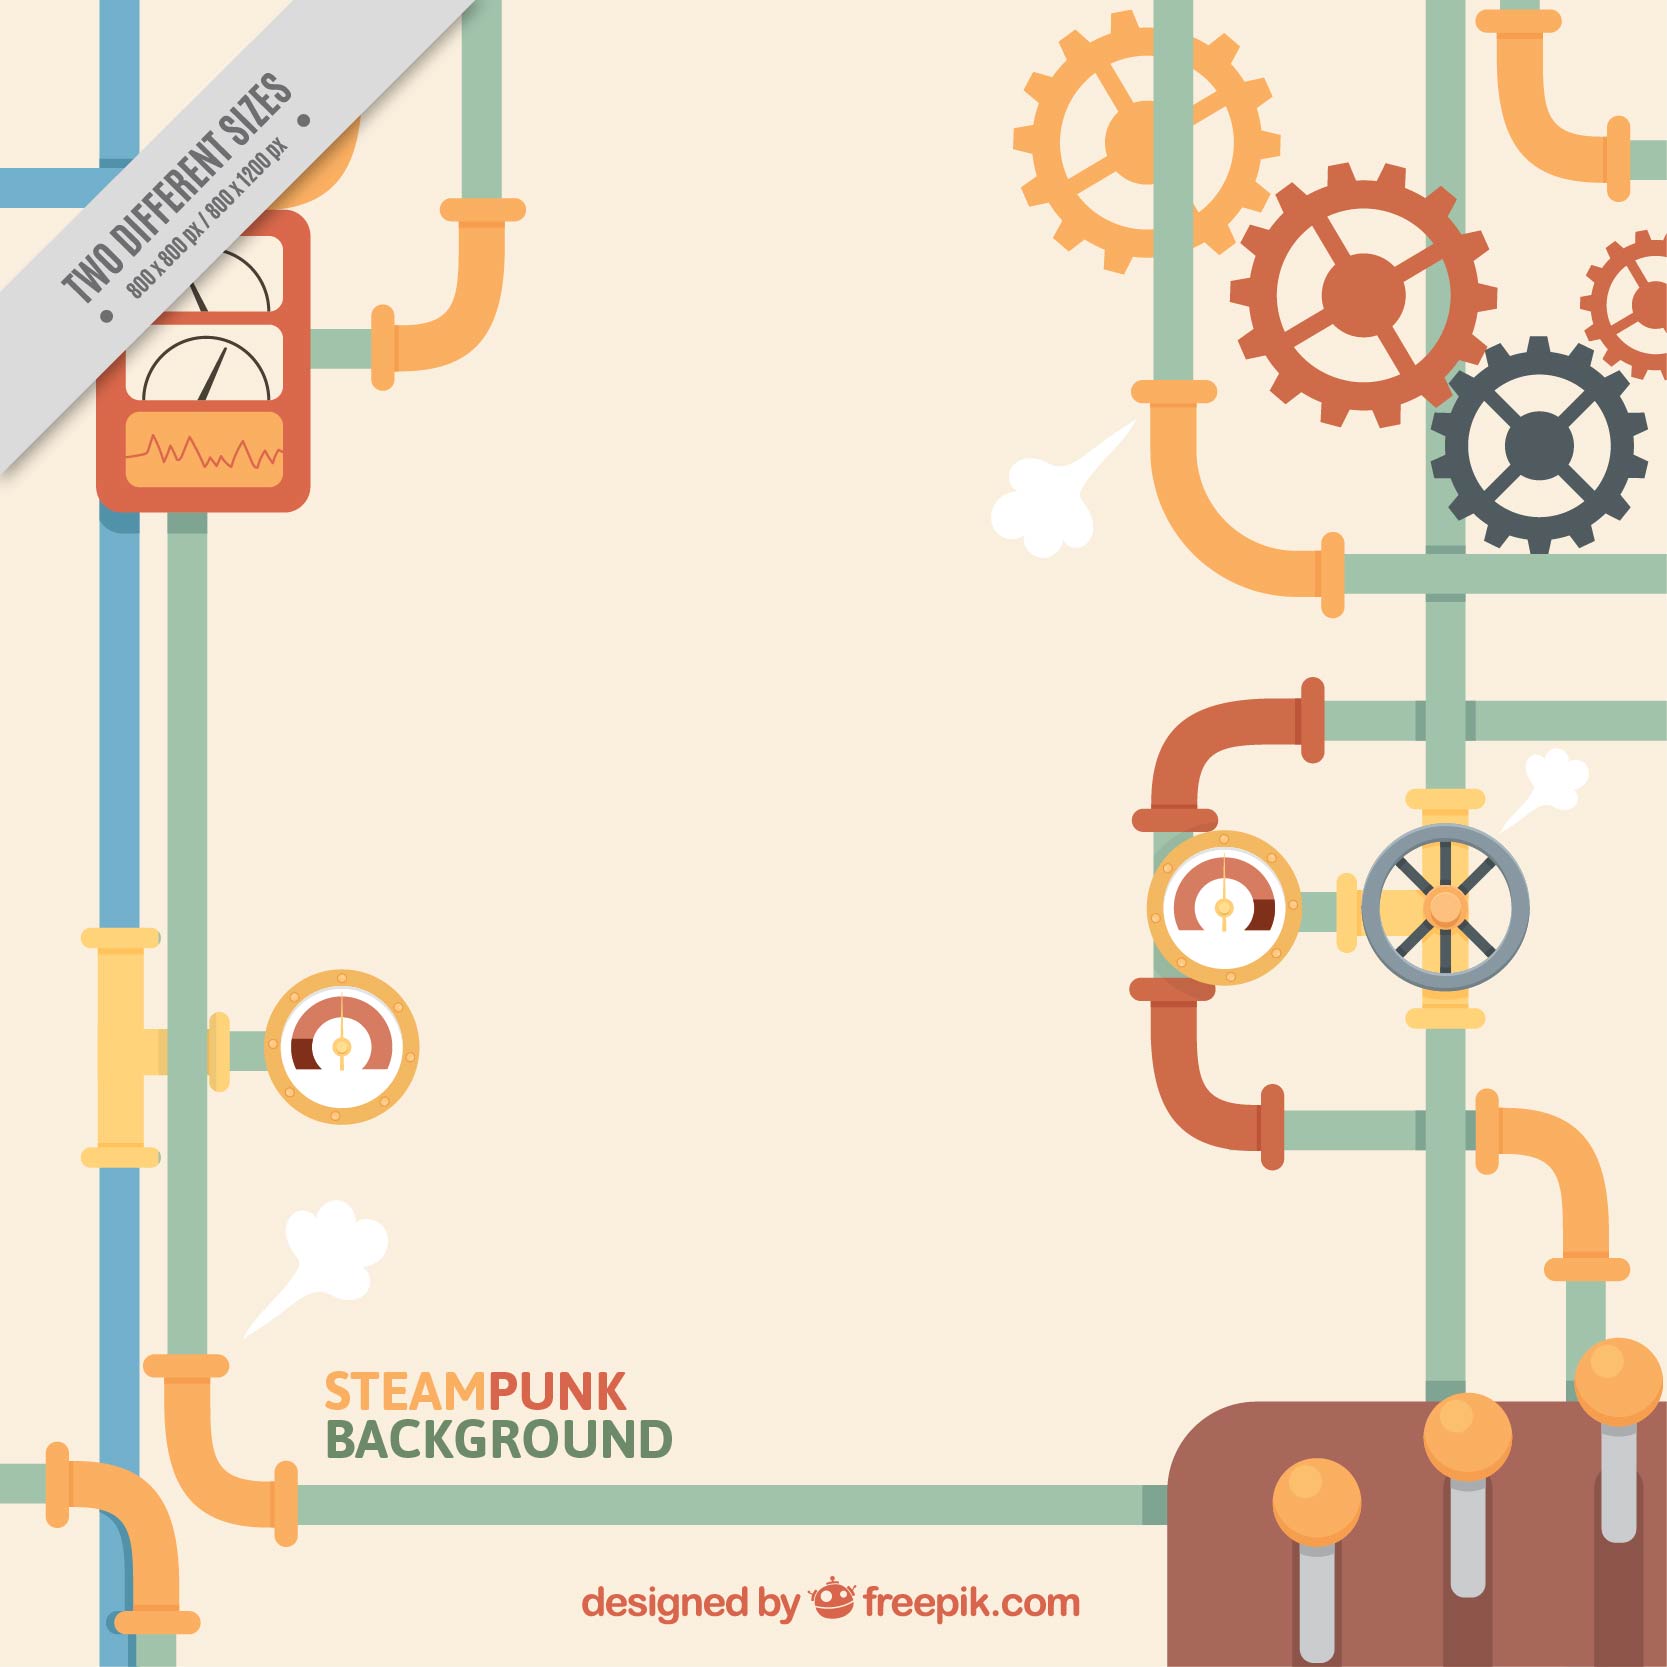 TWO DIFFERENT SIZES
• 800 x 800 px / 800 x 1200 px •
STEAMPUNK
BACKGROUND
designed by freepik.com